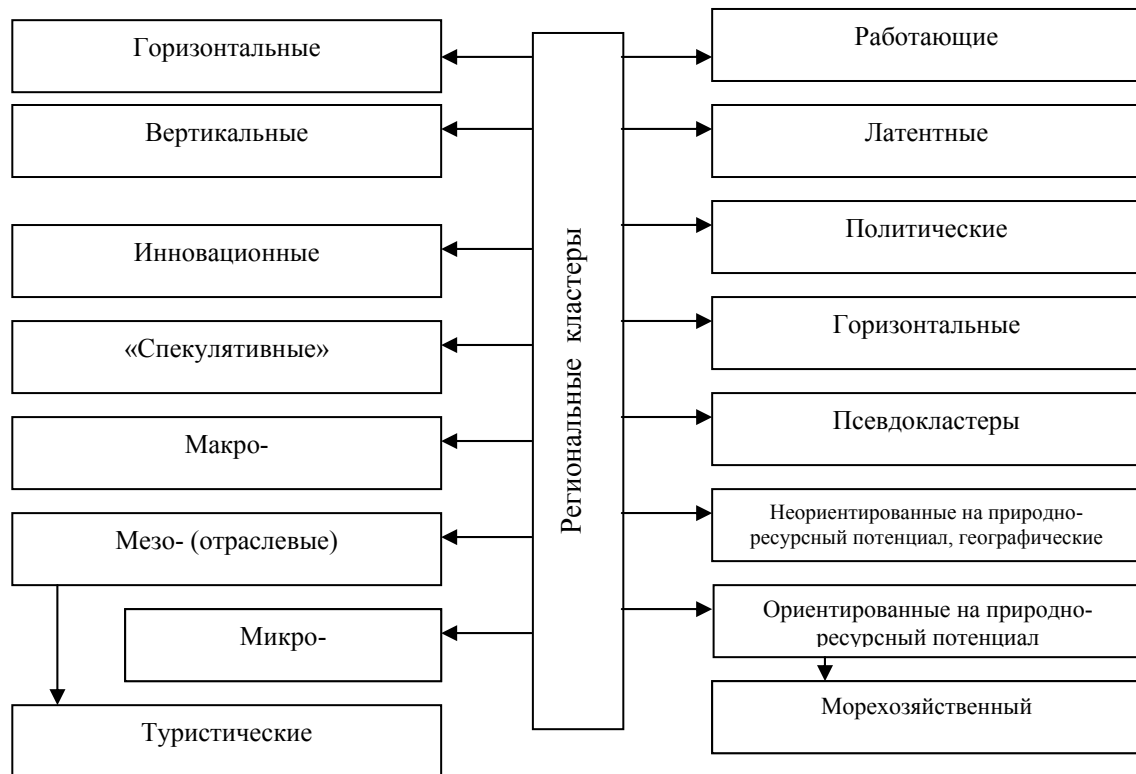 Горизонтальные
Вертикальные
Инновационные
«Спекулятивные»
Макро-
Мезо- (отраслевые)
Микро-
Туристические
Региональные кластеры
Работающие
Латентные
Политические
Горизонтальные
Псевдокластеры
Неориентированные на природно-
ресурсный потенциал, географические
Ориентированные на природно-
ресурсный потенциал
Морехозяйственный